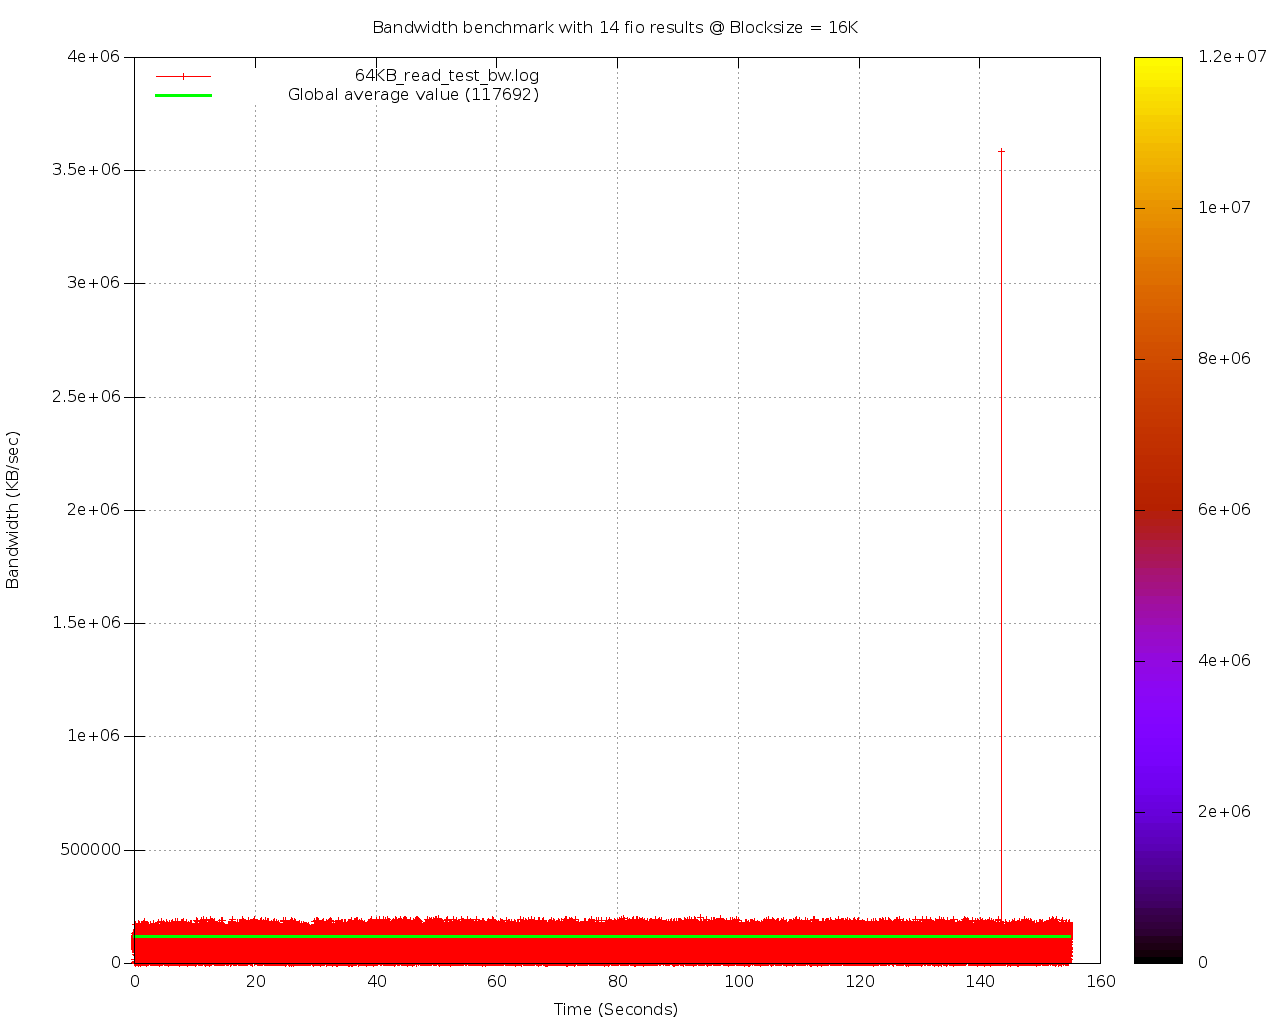 Bandwidth benchmark with 14 fio results @ Blocksize = 16K
64KB_read_test_bw.log
Global average value (117692)
Bandwidth (KB/sec)
4e+06
3.5e+06
3e+06
2.5e+06
2e+06
1.5e+06
1e+06
500000
0
0 20 40 60 80 100 120 140 160
Time (Seconds)
1.2e+07
1e+07
8e+06
6e+06
4e+06
2e+06
0